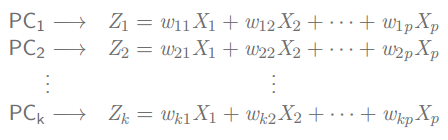 PC₁ ⟶ Z₁ = w₁₁X₁ + w₁₂X₂ + ⋯ + w₁ₚXₚ
PC₂ ⟶ Z₂ = w₂₁X₁ + w₂₂X₂ + ⋯ + w₂ₚXₚ
⋮ ⋮
PCₖ ⟶ Zₖ = wₖ₁X₁ + wₖ₂X₂ + ⋯ + wₖₚXₚ